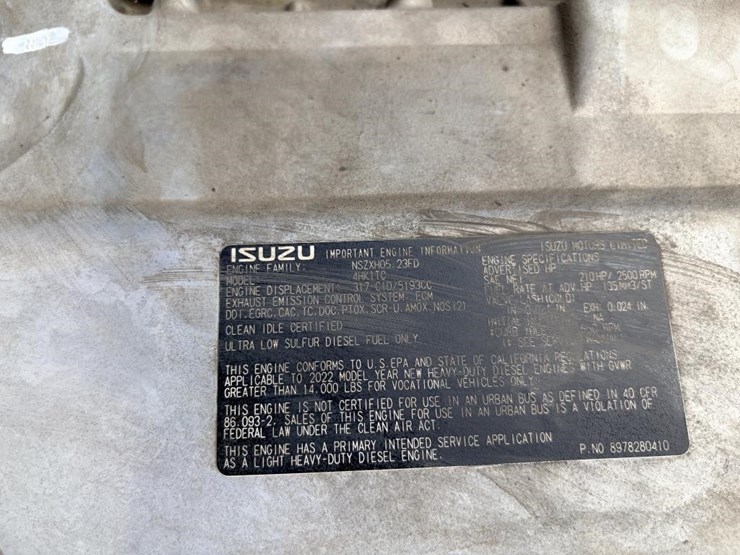 ISUZU IMPORTANT ENGINE INFORMATION ISUZU MOTORS LIMITED
ENGINE FAMILY: NSZXH05.23FD ENGINE SPECIFICATIONS
ENGINE MODEL: 4HK1TC ADVERTISED HP 210HP/ 2500RPM
ENGINE DISPLACEMENT: 317 CID/5193CC RATE AT ADV.HP 135MM3/ST
EXHAUST EMISSION CONTROL SYSTEM: ECM
DDT.EGRC.CAC.TC.DOC.PTOX.SCR-U.AMOX.NOS(2) EXH. 0.024 IN.
CLEAN IDLE CERTIFIED
ULTRA LOW SULFUR DIESEL FUEL ONLY
THIS ENGINE CONFORMS TO U.S.EPA AND STATE OF CALIFORNIA REGULATIONS
APPLICABLE TO 2022 MODEL YEAR NEW HEAVY-DUTY DIESEL ENGINES WITH GVWR
GREATER THAN 14,000 LBS FOR VOCATIONAL VEHICLES ONLY.
THIS ENGINE IS NOT CERTIFIED FOR USE IN AN URBAN BUS AS DEFINED IN 40 CFR
86.093-2. SALES OF THIS ENGINE FOR USE IN AN URBAN BUS IS A VIOLATION OF
FEDERAL LAW UNDER THE CLEAN AIR ACT.
THIS ENGINE HAS A PRIMARY INTENDED SERVICE APPLICATION
AS A LIGHT HEAVY-DUTY DIESEL ENGINE. P.NO 8978280410